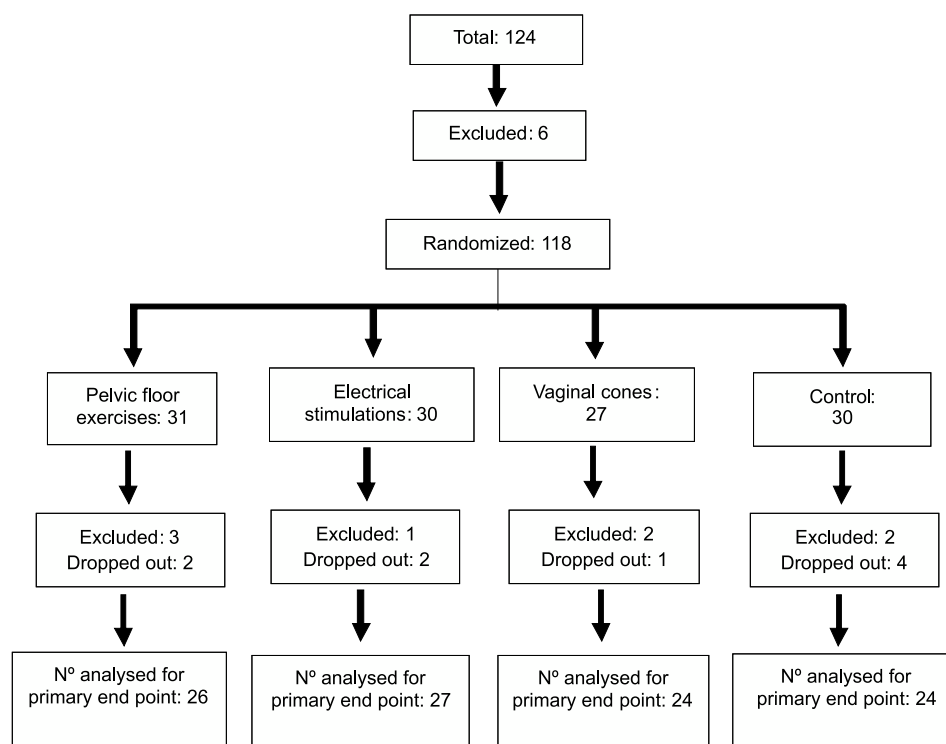 Total: 124
Excluded: 6
Randomized: 118
Pelvic floor
exercises: 31
Electrical
stimulations: 30
Vaginal cones:
27
Control:
30
Excluded: 3
Dropped out: 2
Excluded: 1
Dropped out: 2
Excluded: 2
Dropped out: 1
Excluded: 2
Dropped out: 4
Nº analysed for
primary end point: 26
Nº analysed for
primary end point: 27
Nº analysed for
primary end point: 24
Nº analysed for
primary end point: 24